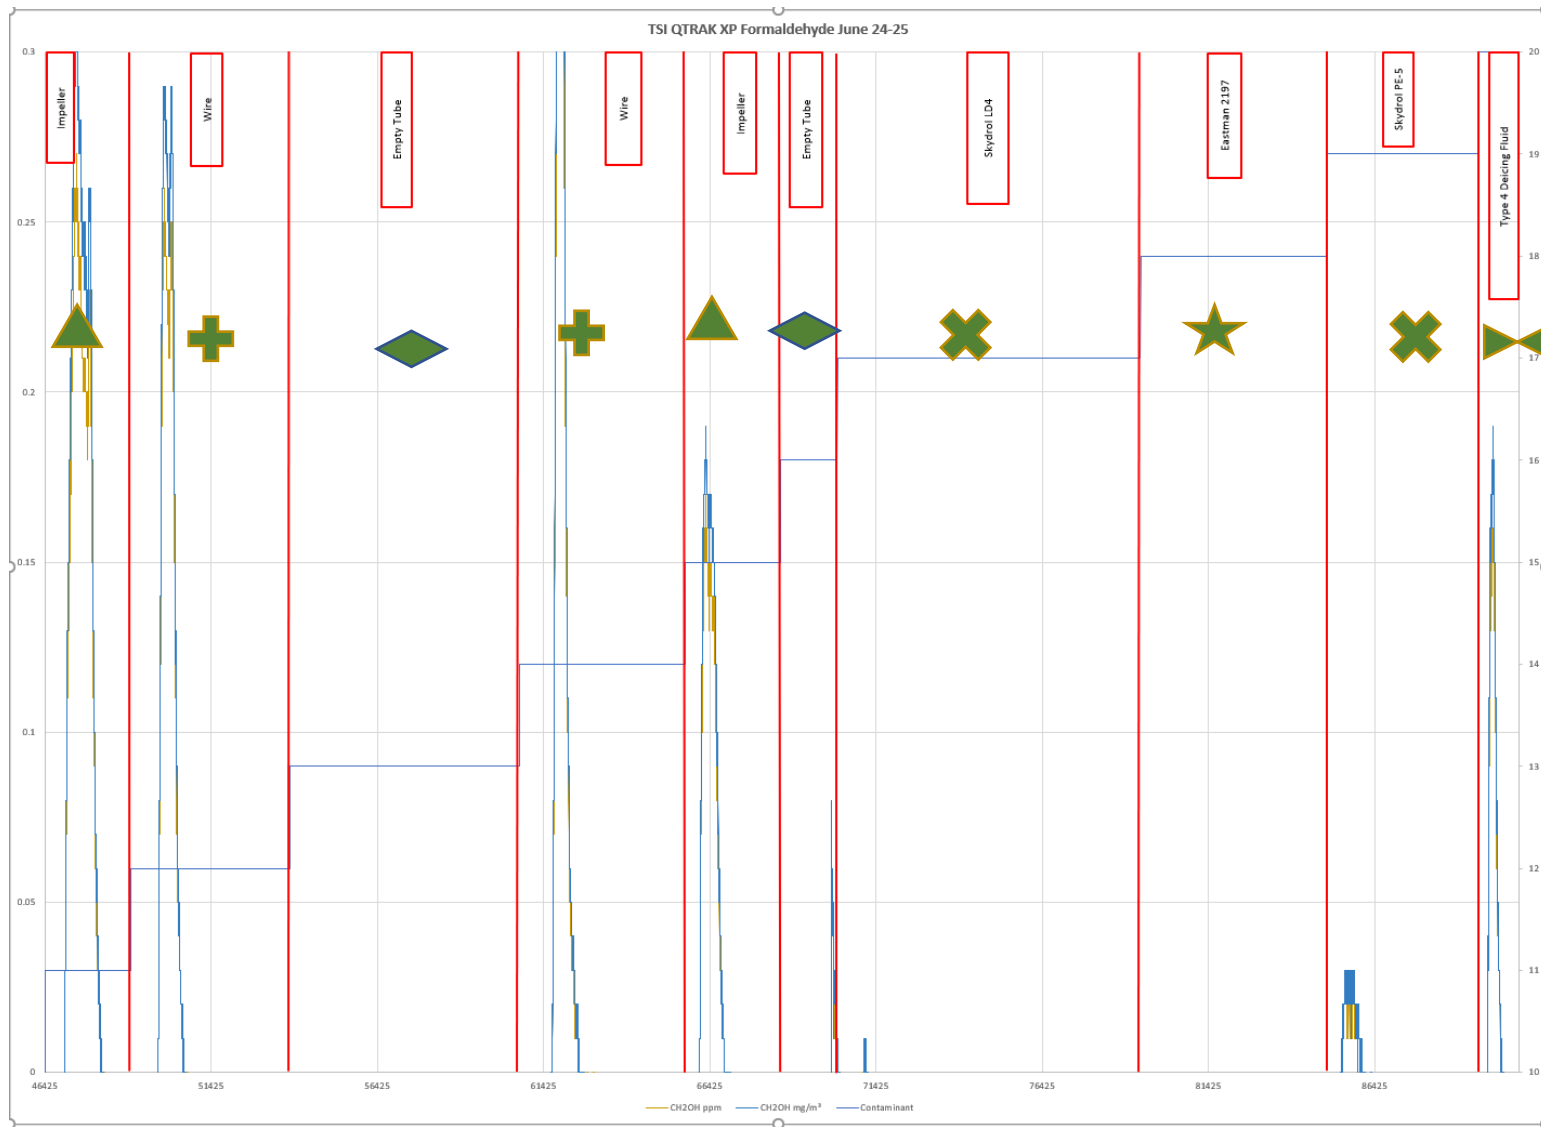 TSI QTRAK XP Formaldehyde June 24-25
Impeller
Wire
Empty Tube
Wire
Impeller
Empty Tube
Skydrol LD4
Eastman 2197
Skydrol PE-5
Type 4 Deicing Fluid
0.3
0.25
0.2
0.15
0.1
0.05
0
20
19
18
17
16
15
14
13
12
11
10
46425
51425
56425
61425
66425
71425
76425
81425
86425
CH2OH ppm
CH2OH mg/m³
Contaminant